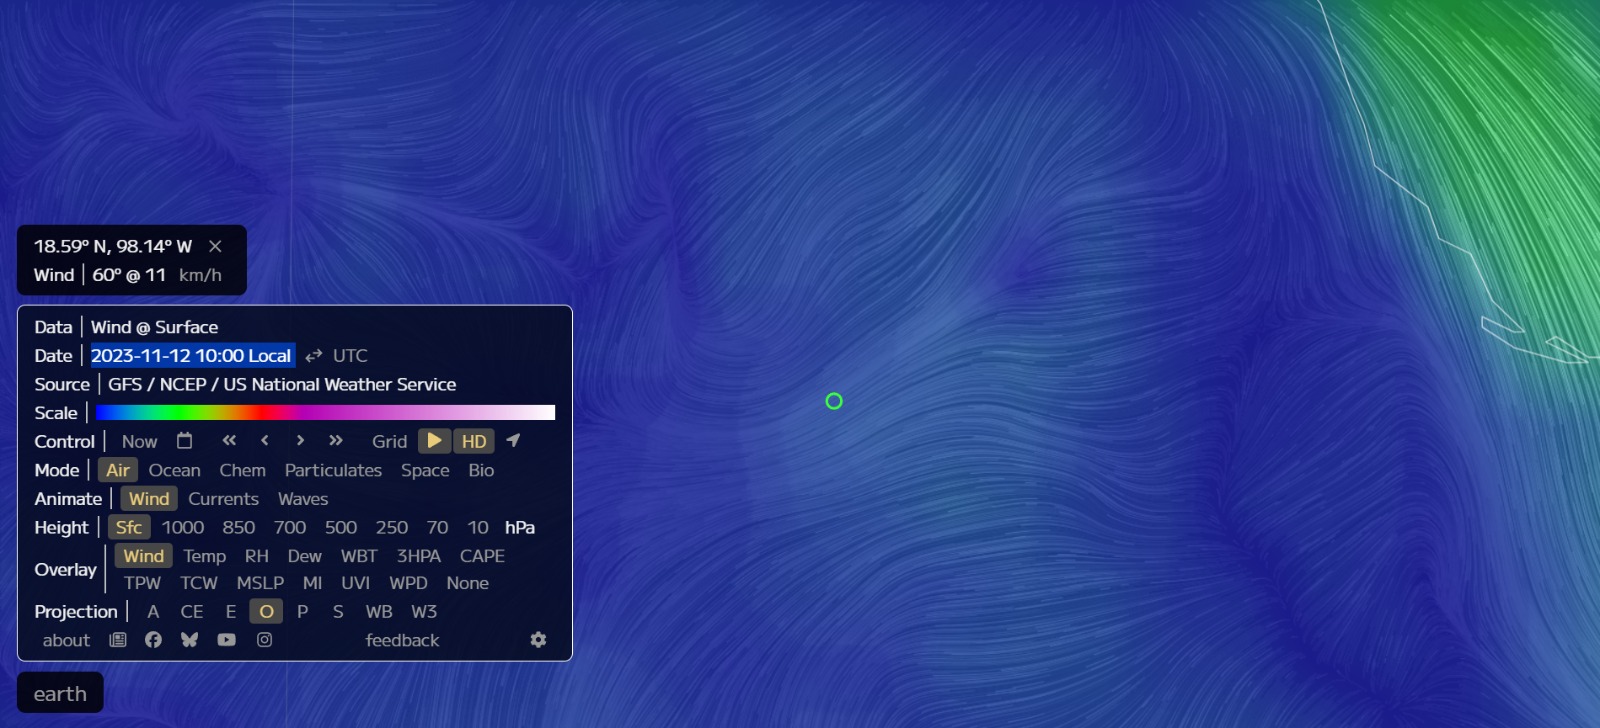 18.59° N, 98.14° W ×
Wind | 60° @ 11 km/h
Data | Wind @ Surface
Date | 2023-11-12 10:00 Local ⇄ UTC
Source | GFS / NCEP / US National Weather Service
Scale |
Control | Now « ‹ › » Grid HD
Mode | Air Ocean Chem Particulates Space Bio
Animate | Wind Currents Waves
Height | Sfc 1000 850 700 500 250 70 10 hPa
Overlay | Wind Temp RH Dew WBT 3HPA CAPE
TPW TCW MSLP MI UVI WPD None
Projection | A CE E O P S WB W3
about feedback
earth